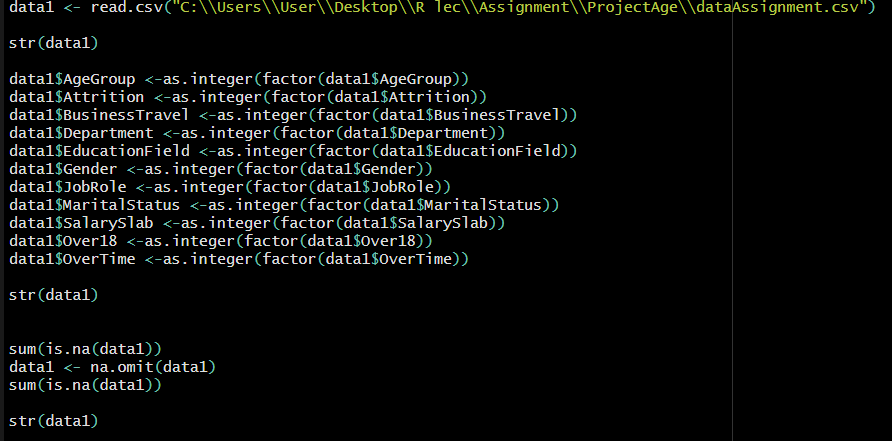 data1 <- read.csv("C:\\Users\\User\\Desktop\\R lec\\Assignment\\ProjectAge\\dataAssignment.csv")
str(data1)
data1$AgeGroup <-as.integer(factor(data1$AgeGroup))
data1$Attrition <-as.integer(factor(data1$Attrition))
data1$BusinessTravel <-as.integer(factor(data1$BusinessTravel))
data1$Department <-as.integer(factor(data1$Department))
data1$EducationField <-as.integer(factor(data1$EducationField))
data1$Gender <-as.integer(factor(data1$Gender))
data1$JobRole <-as.integer(factor(data1$JobRole))
data1$MaritalStatus <-as.integer(factor(data1$MaritalStatus))
data1$SalarySlab <-as.integer(factor(data1$SalarySlab))
data1$Over18 <-as.integer(factor(data1$Over18))
data1$OverTime <-as.integer(factor(data1$OverTime))
str(data1)
sum(is.na(data1))
data1 <- na.omit(data1)
sum(is.na(data1))
str(data1)